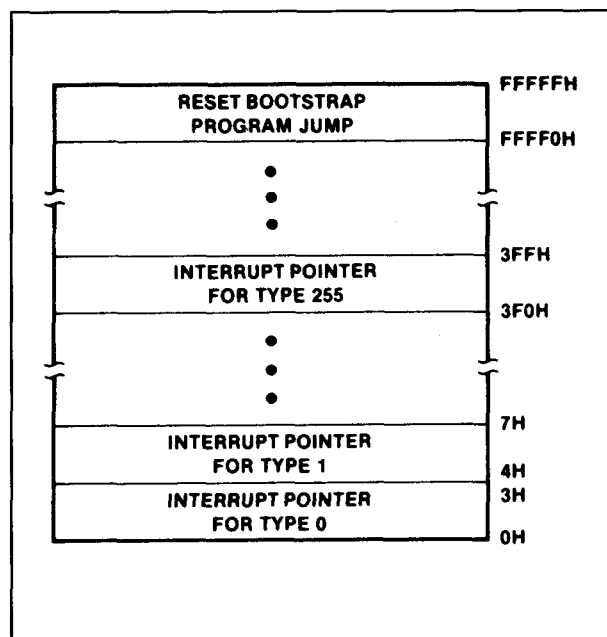 FFFFFH
RESET BOOTSTRAP
PROGRAM JUMP
FFFF0H
3FFH
INTERRUPT POINTER
FOR TYPE 255
3F0H
7H
INTERRUPT POINTER
FOR TYPE 1
4H
3H
INTERRUPT POINTER
FOR TYPE 0
0H